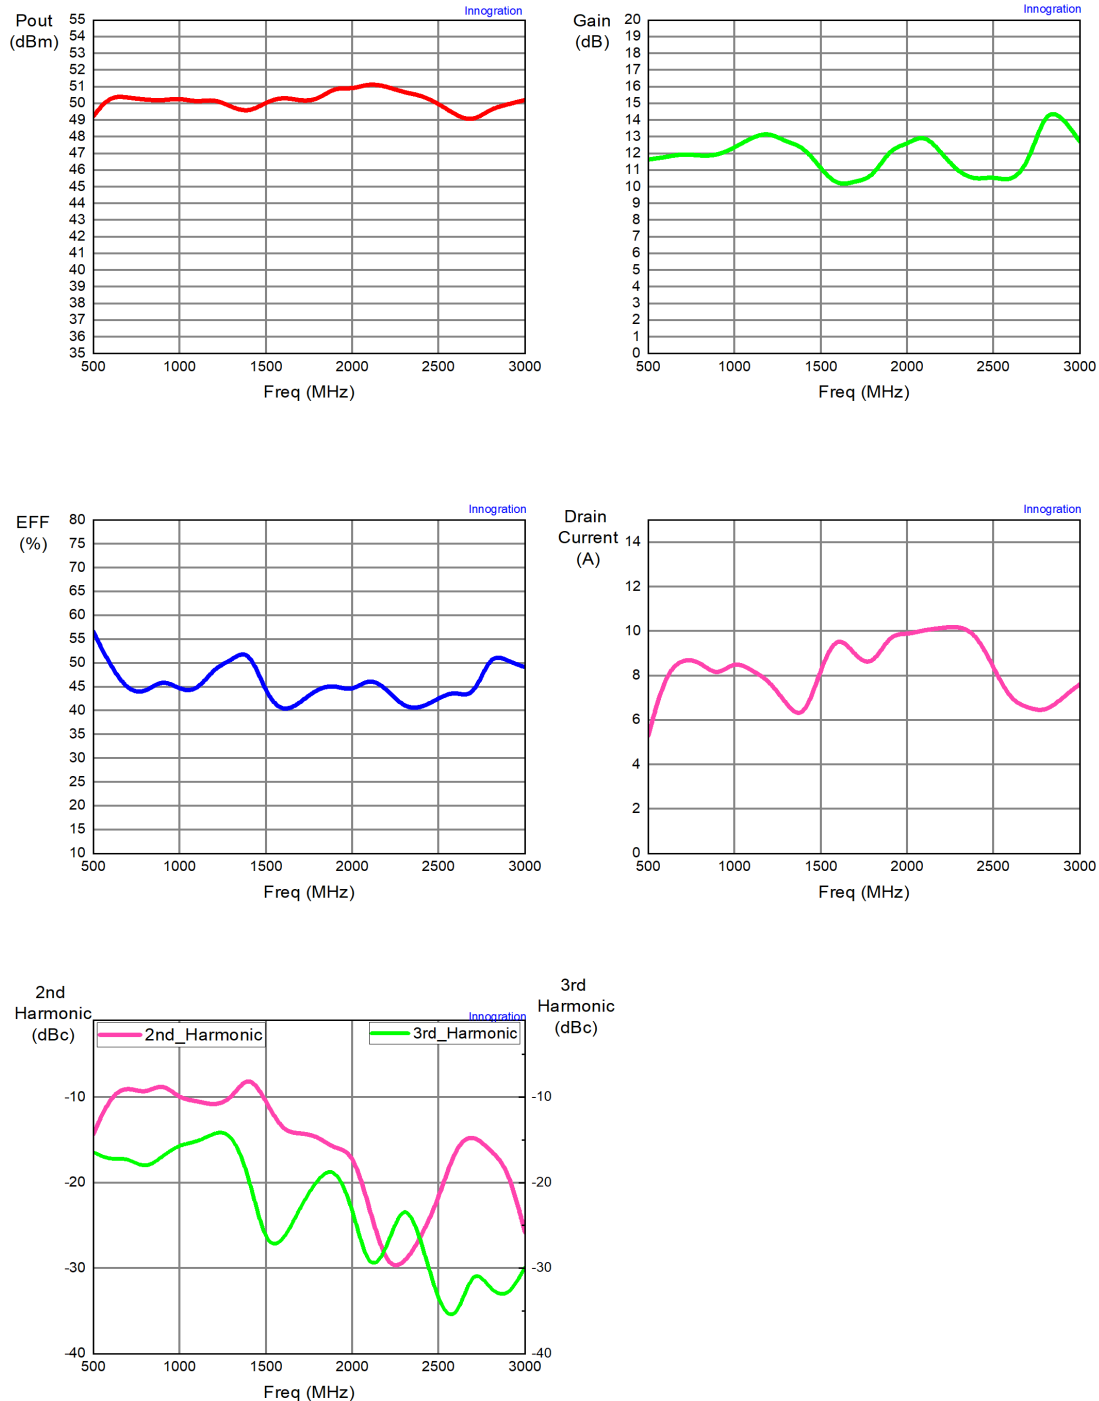 Pout
(dBm)
Innogration
55
54
53
52
51
50
49
48
47
46
45
44
43
42
41
40
39
38
37
36
35
500 1000 1500 2000 2500 3000
Freq (MHz)
Gain
(dB)
Innogration
20
19
18
17
16
15
14
13
12
11
10
9
8
7
6
5
4
3
2
1
0
500 1000 1500 2000 2500 3000
Freq (MHz)
EFF
(%)
Innogration
80
75
70
65
60
55
50
45
40
35
30
25
20
15
10
500 1000 1500 2000 2500 3000
Freq (MHz)
Drain
Current
(A)
Innogration
14
12
10
8
6
4
2
0
500 1000 1500 2000 2500 3000
Freq (MHz)
2nd
Harmonic
(dBc)
3rd
Harmonic
(dBc)
Innogration
2nd_Harmonic
3rd_Harmonic
-10 -10
-20 -20
-30 -30
-40 -40
500 1000 1500 2000 2500 3000
Freq (MHz)